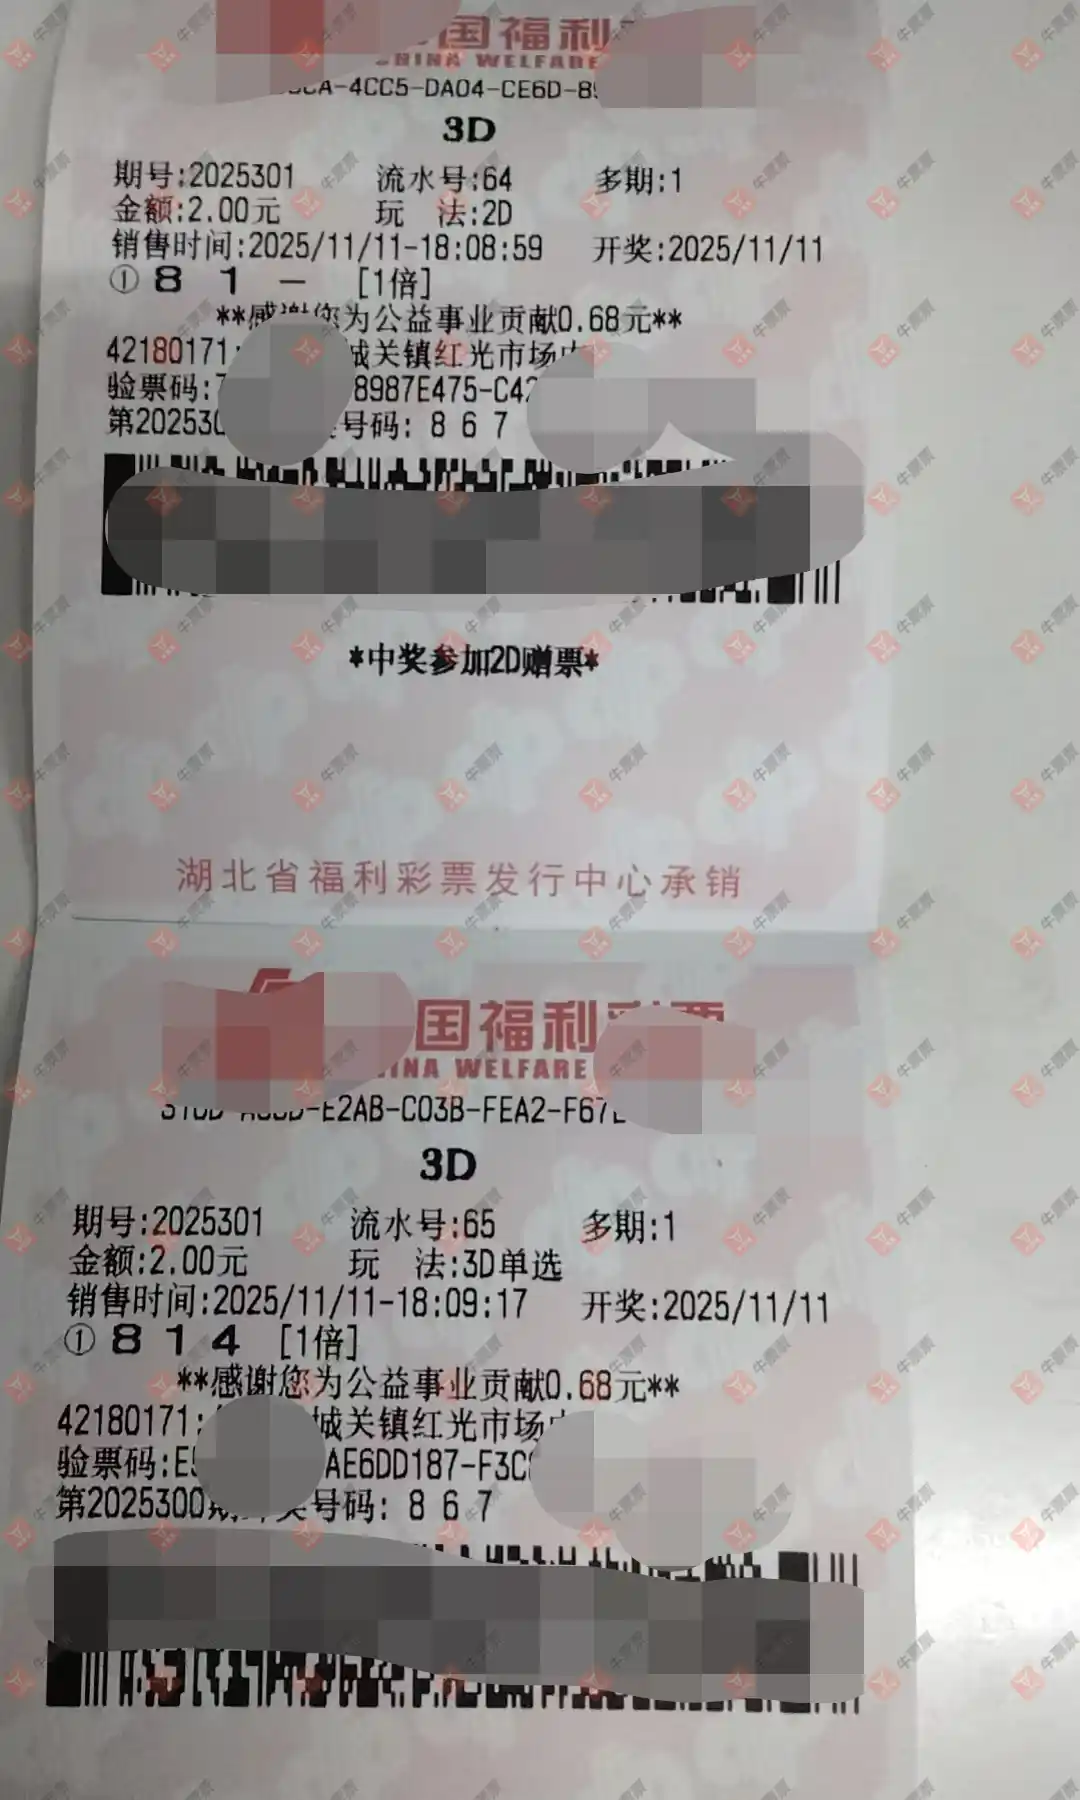 国福利
CHINA WELFARE
CA-4CC5-DA04-CE6D-8
3D
期号:2025301 流水号:64 多期:1
金额:2.00元 玩 法:2D
销售时间:2025/11/11-18:08:59 开奖:2025/11/11
① 8 1 - [1倍]
**感谢您为公益事业贡献0.68元**
42180171: 城关镇红光市场
验票码: 8987E475-C42
第202530 号码: 8 6 7
*中奖参加2D赠票*
湖北省福利彩票发行中心承销
国福利彩票
INA WELFARE
-E2AB-C03B-FEA2-F67
3D
期号:2025301 流水号:65 多期:1
金额:2.00元 玩 法:3D单选
销售时间:2025/11/11-18:09:17 开奖:2025/11/11
① 8 1 4 [1倍]
**感谢您为公益事业贡献0.68元**
42180171: 城关镇红光市场
验票码:E AE6DD187-F3C
第2025300期 奖号码: 8 6 7
牛票票